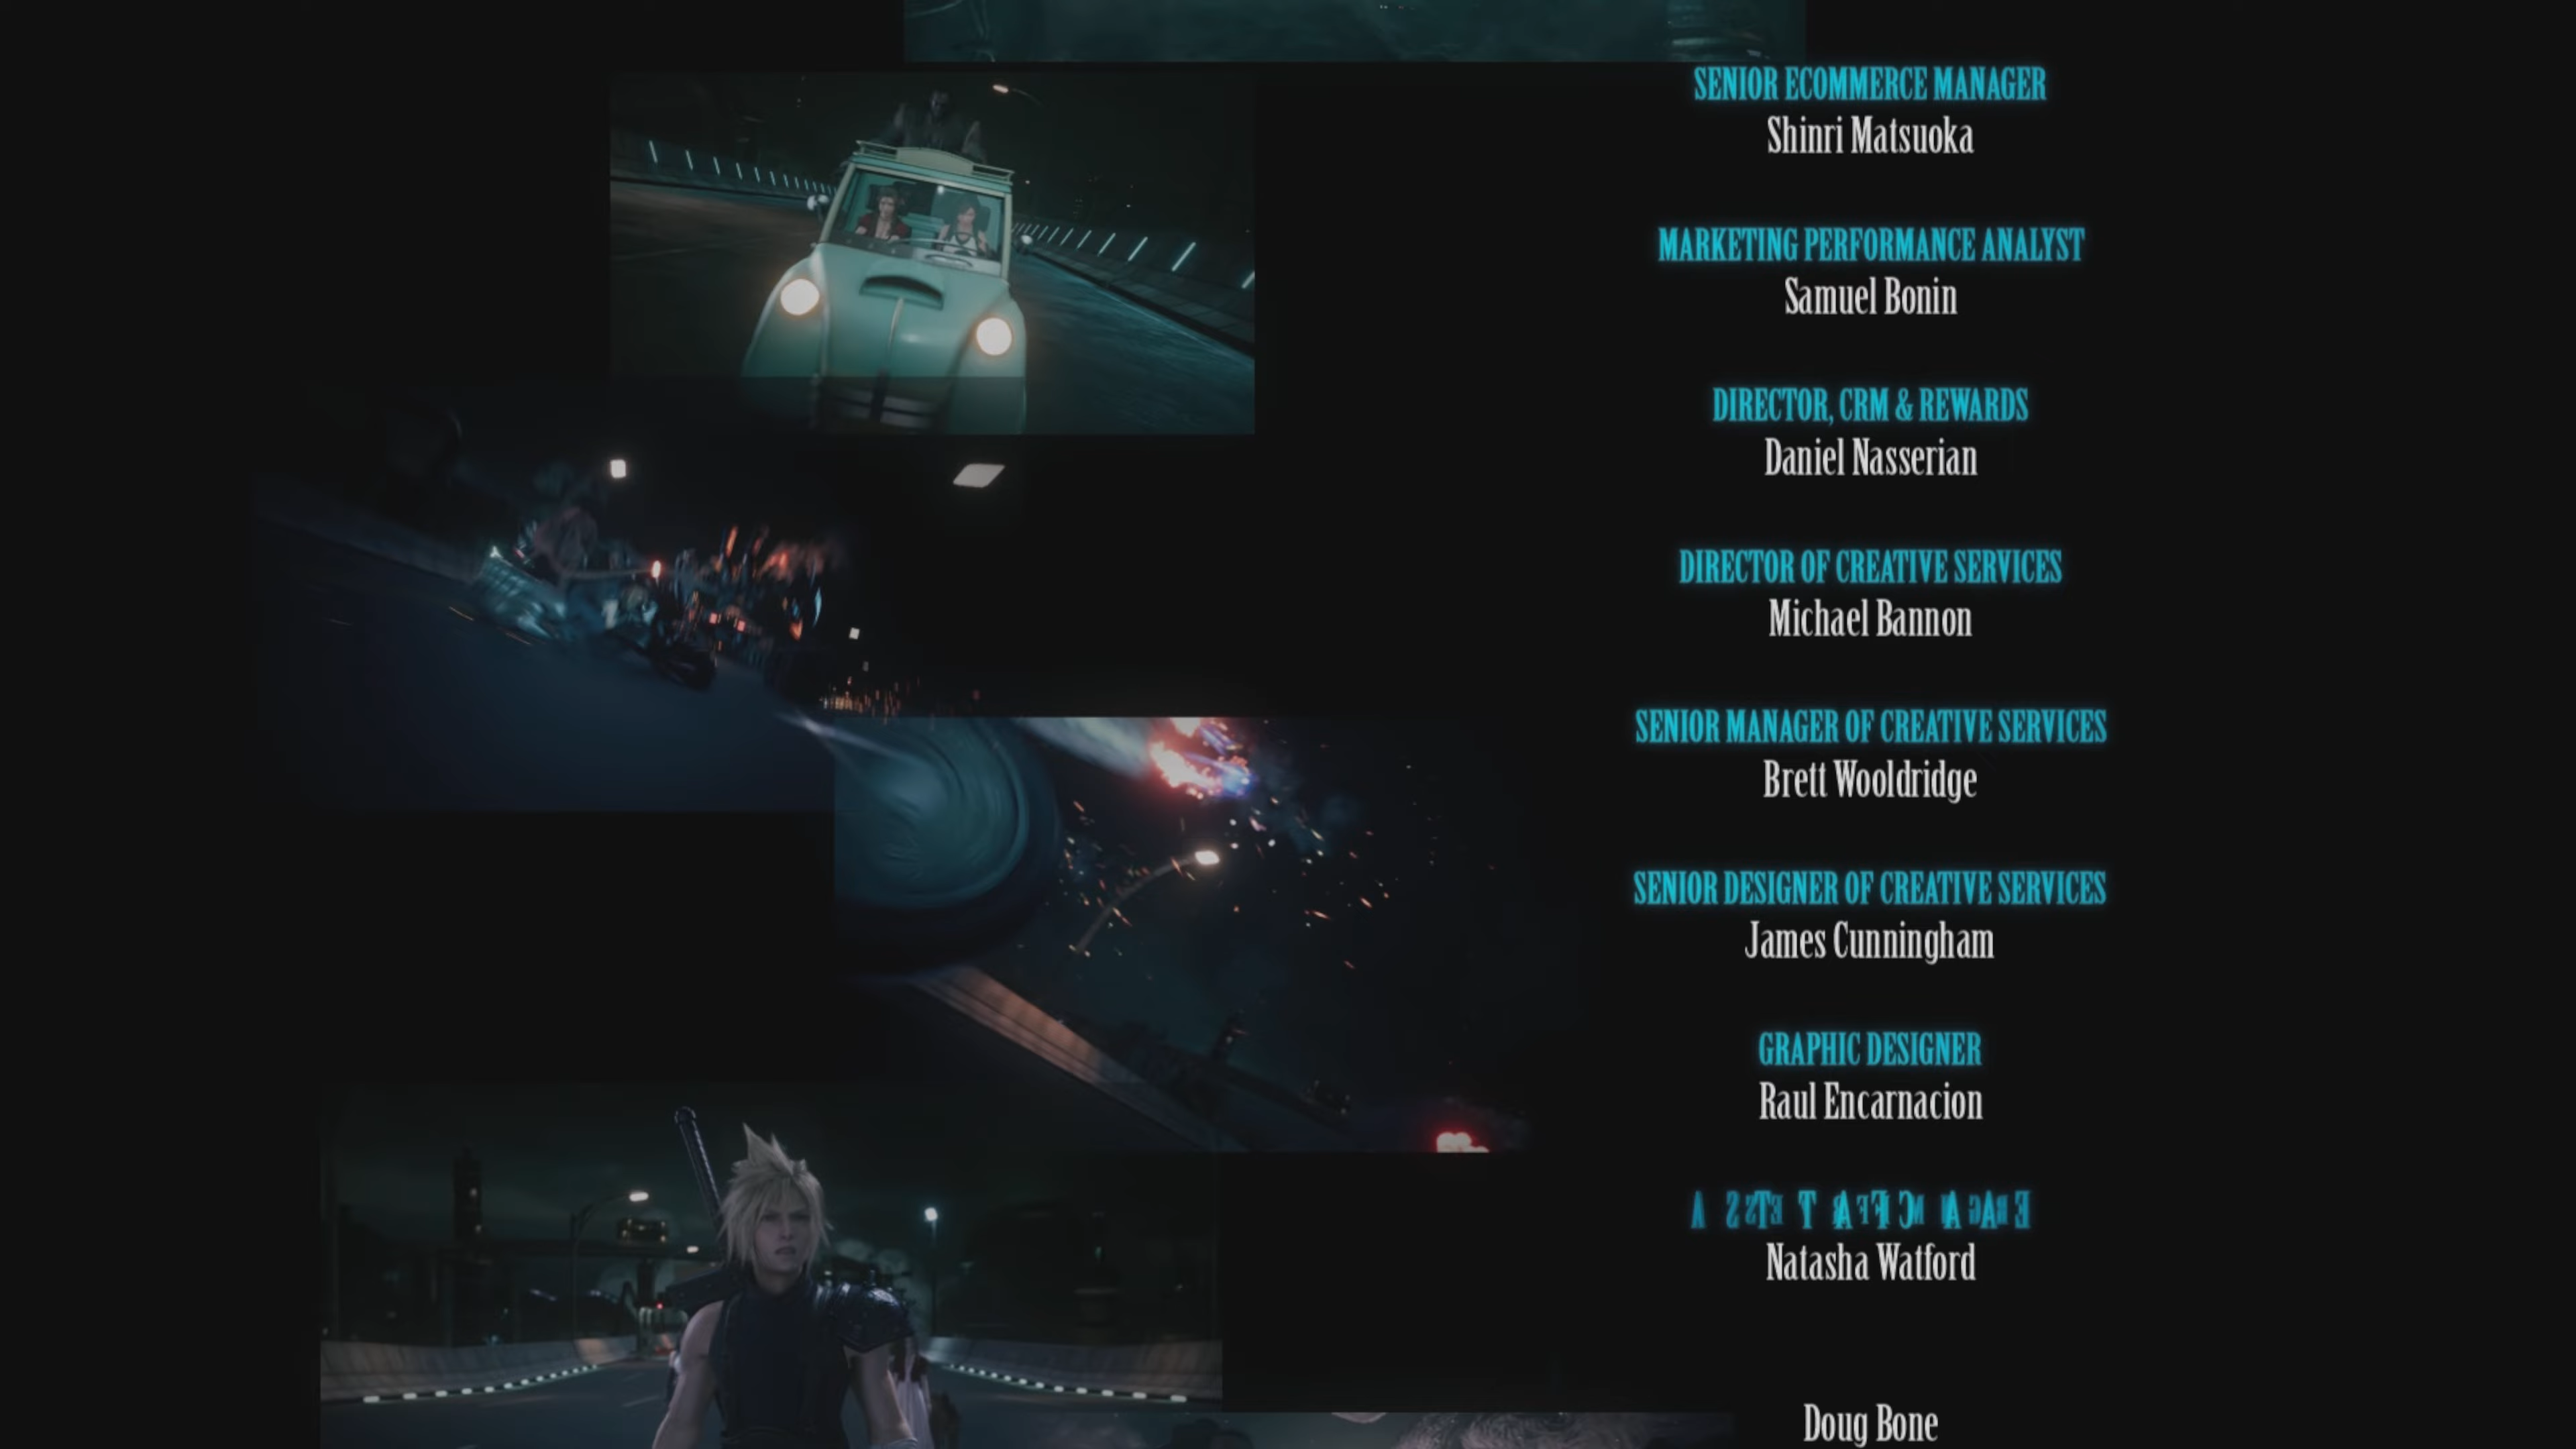 SENIOR ECOMMERCE MANAGER
Shinri Matsuoka
MARKETING PERFORMANCE ANALYST
Samuel Bonin
DIRECTOR, CRM & REWARDS
Daniel Nasserian
DIRECTOR OF CREATIVE SERVICES
Michael Bannon
SENIOR MANAGER OF CREATIVE SERVICES
Brett Wooldridge
SENIOR DESIGNER OF CREATIVE SERVICES
James Cunningham
GRAPHIC DESIGNER
Raul Encarnacion
Natasha Watford
Doug Bone